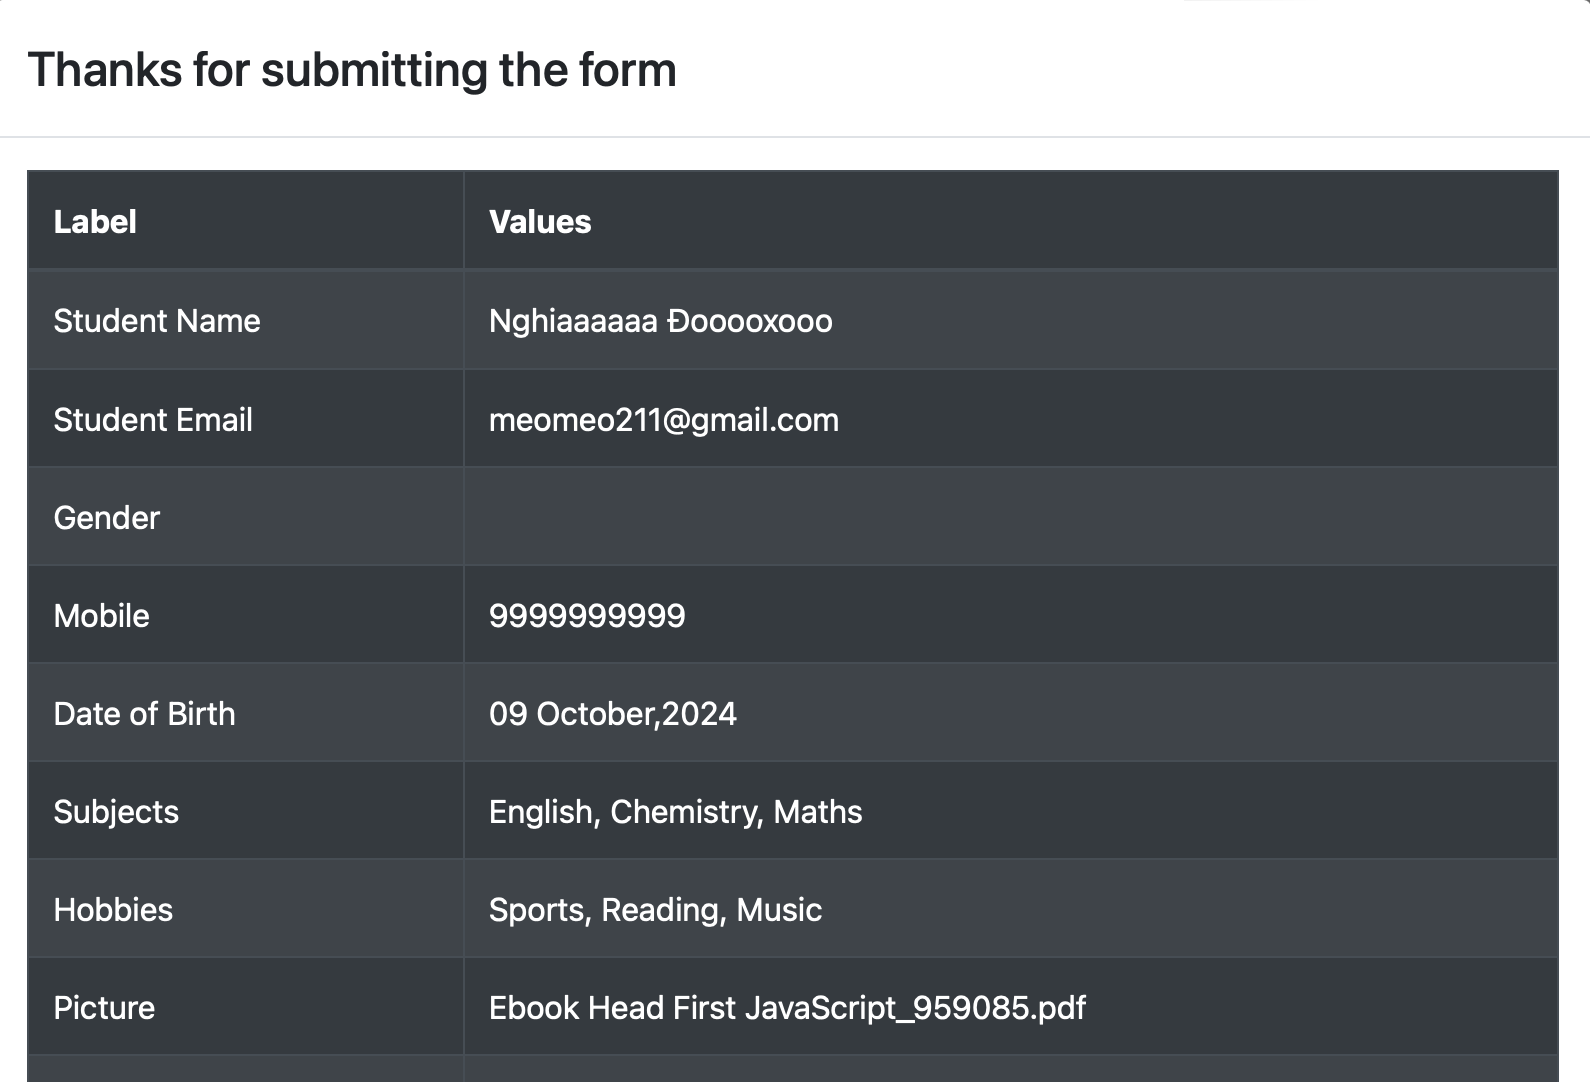 Thanks for submitting the form
Label Values
Student Name Nghiaaaaaa Đooooxooo
Student Email meomeo211@gmail.com
Gender
Mobile 9999999999
Date of Birth 09 October,2024
Subjects English, Chemistry, Maths
Hobbies Sports, Reading, Music
Picture Ebook Head First JavaScript_959085.pdf